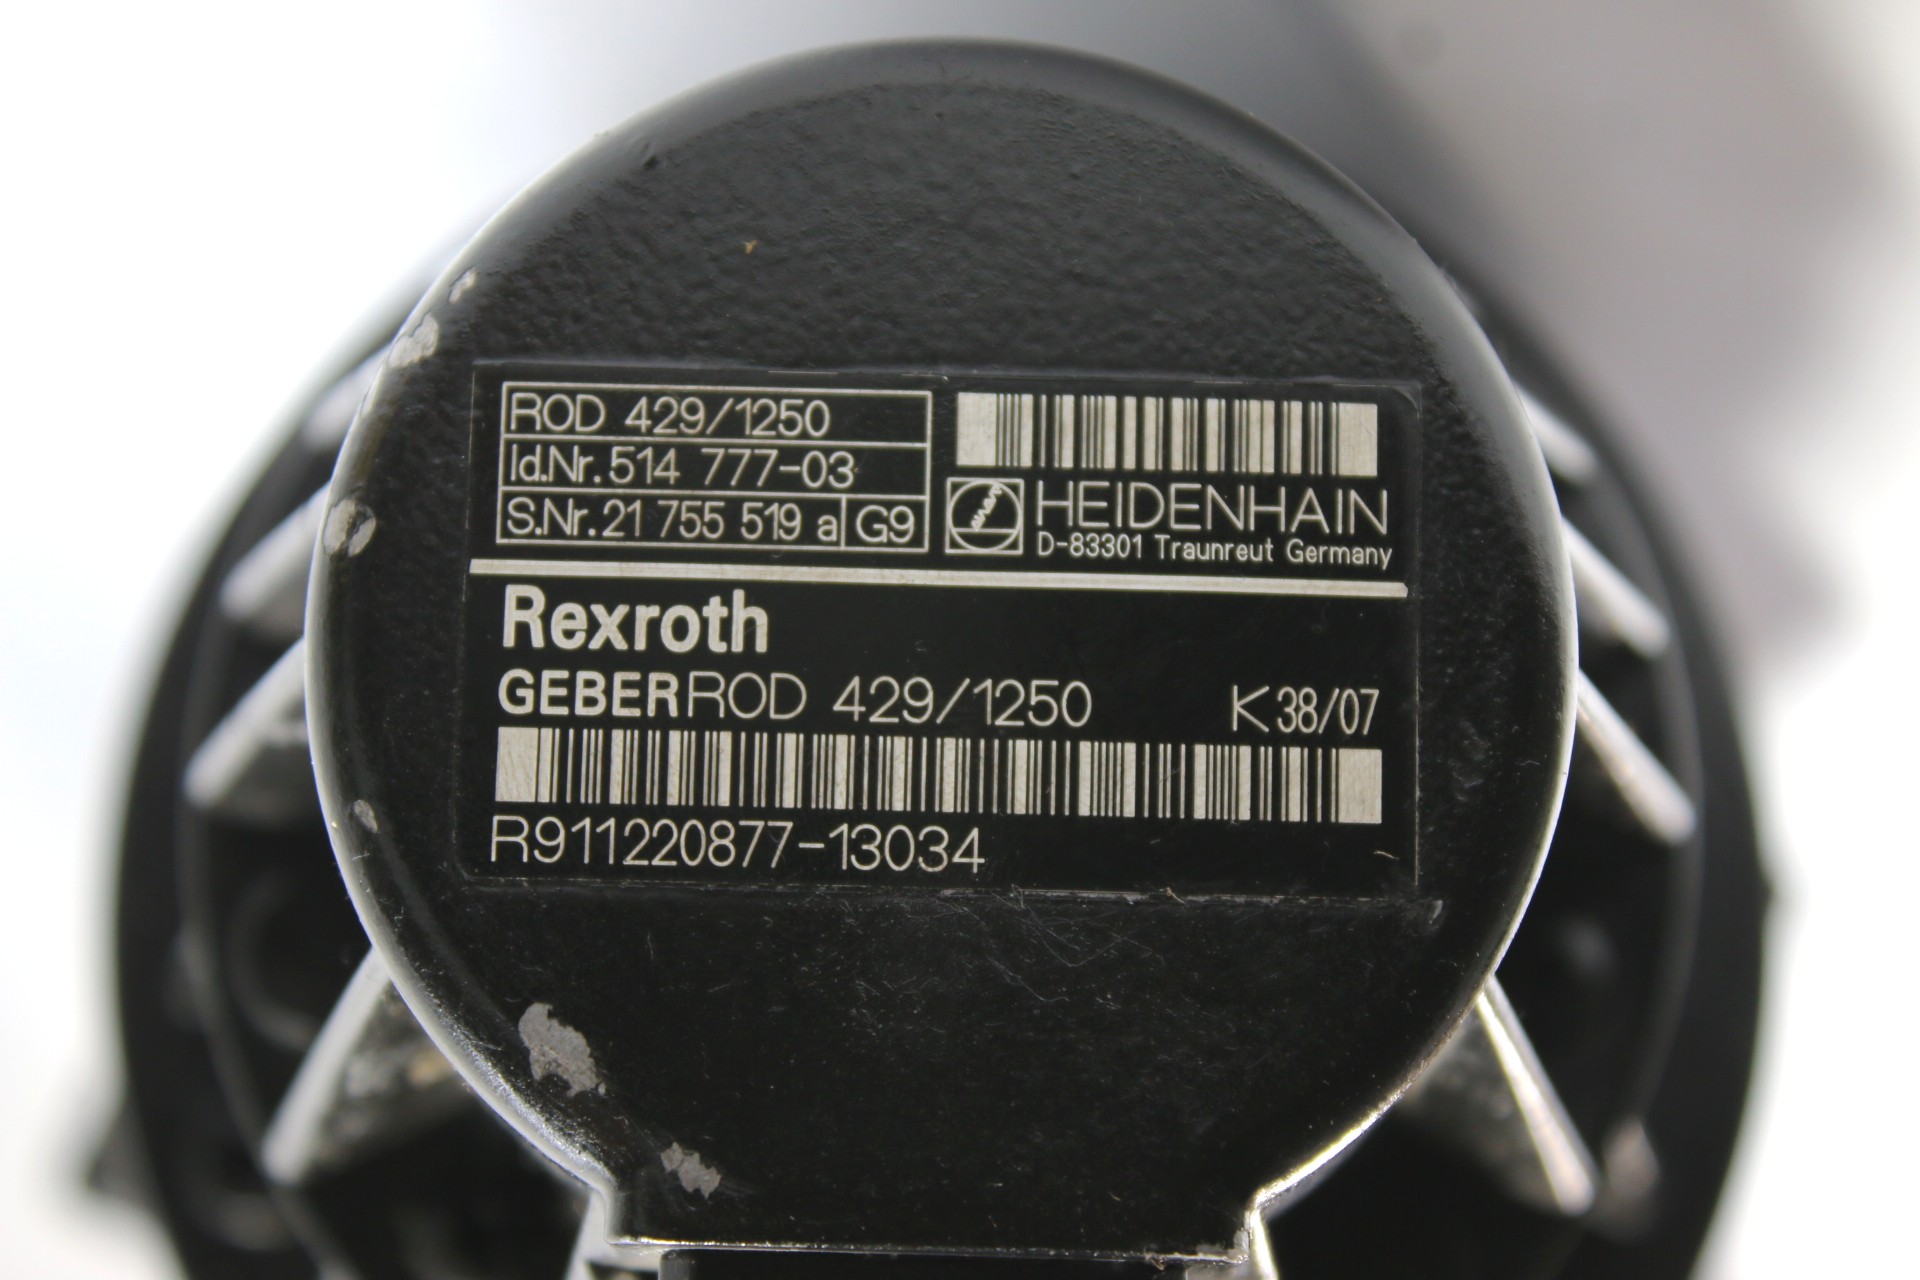 ROD 429/1250
Id.Nr. 514 777-03
S.Nr. 21 755 519 a G9
HEIDENHAIN
D-83301 Traunreut Germany
Rexroth
GEBER ROD 429/1250 K 38/07
R911220877-13034